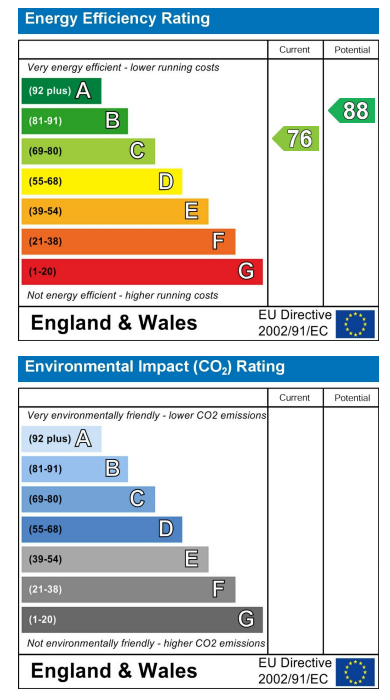 Energy Efficiency Rating
Current Potential
Very energy efficient - lower running costs
(92 plus) A
(81-91) B
(69-80) C
(55-68) D
(39-54) E
(21-38) F
(1-20) G
76
88
Not energy efficient - higher running costs
England & Wales
EU Directive
2002/91/EC
Environmental Impact (CO₂) Rating
Current Potential
Very environmentally friendly - lower CO2 emissions
(92 plus) A
(81-91) B
(69-80) C
(55-68) D
(39-54) E
(21-38) F
(1-20) G
Not environmentally friendly - higher CO2 emissions
England & Wales
EU Directive
2002/91/EC